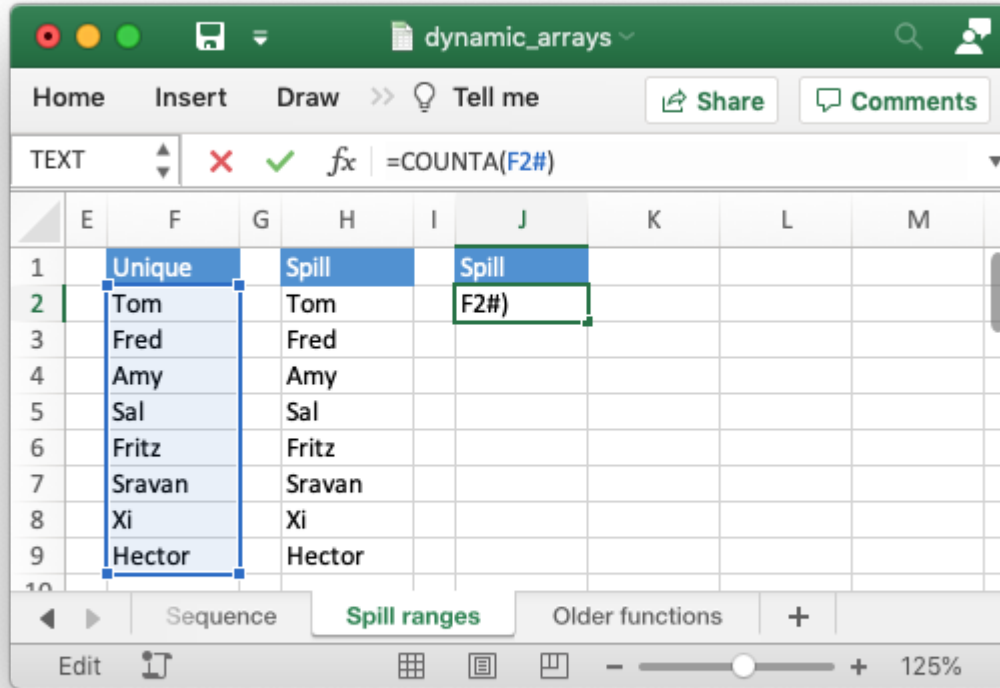 dynamic_arrays
Home Insert Draw Tell me Share Comments
TEXT fx =COUNTA(F2#)
E F G H I J K L M
1 Unique Spill Spill
2 Tom Tom F2#)
3 Fred Fred
4 Amy Amy
5 Sal Sal
6 Fritz Fritz
7 Sravan Sravan
8 Xi Xi
9 Hector Hector
10
Sequence Spill ranges Older functions +
Edit − + 125%